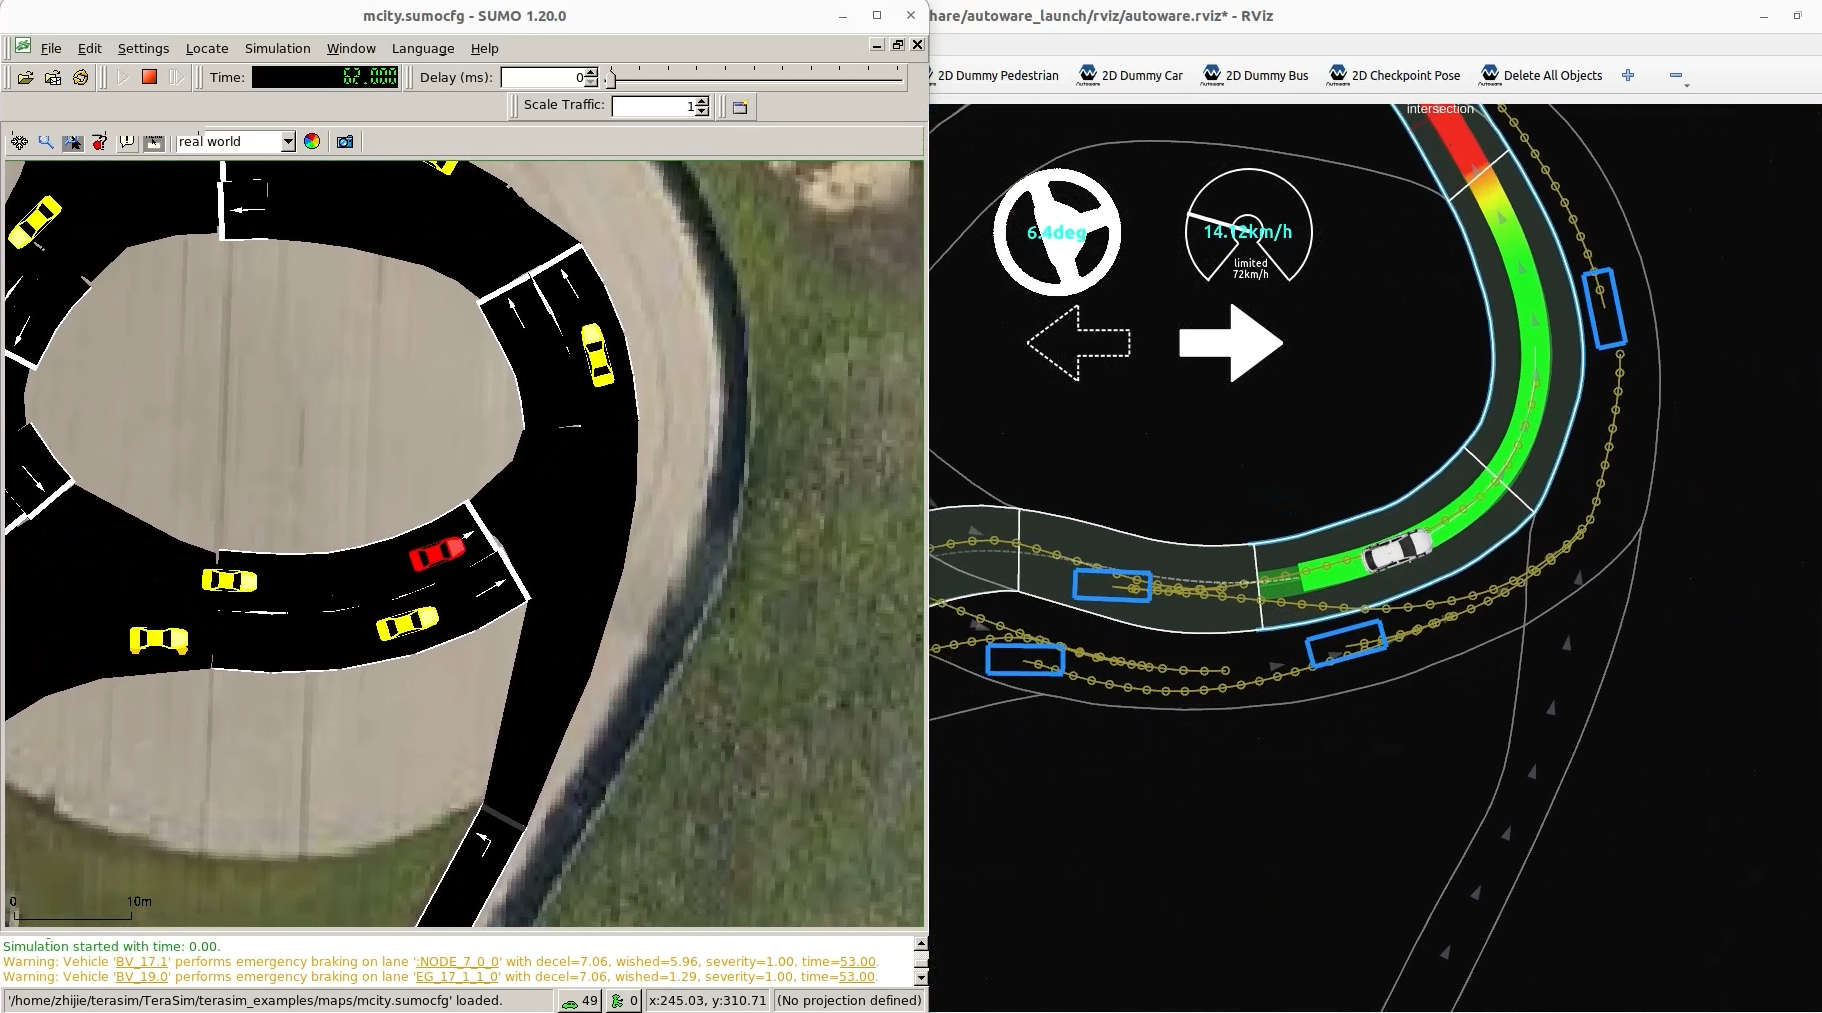 mcity.sumocfg - SUMO 1.20.0
hare/autoware_launch/rviz/autoware.rviz* - RViz
File Edit Settings Locate Simulation Window Language Help
Time: Delay (ms): 0
2D Dummy Pedestrian 2D Dummy Car 2D Dummy Bus 2D Checkpoint Pose Delete All Objects
Scale Traffic: 1
real world
intersection
6.4deg
14.12km/h
limited
72km/h
0 10m
Simulation started with time: 0.00.
Warning: Vehicle 'BV_17.1' performs emergency braking on lane ':NODE_7_0_0' with decel=7.06, wished=5.96, severity=1.00, time=53.00.
Warning: Vehicle 'BV_19.0' performs emergency braking on lane 'EG_17_1_1_0' with decel=7.06, wished=1.29, severity=1.00, time=53.00.
'/home/zhijie/terasim/TeraSim/terasim_examples/maps/mcity.sumocfg' loaded. 49 0 x:245.03, y:310.71 (No projection defined)